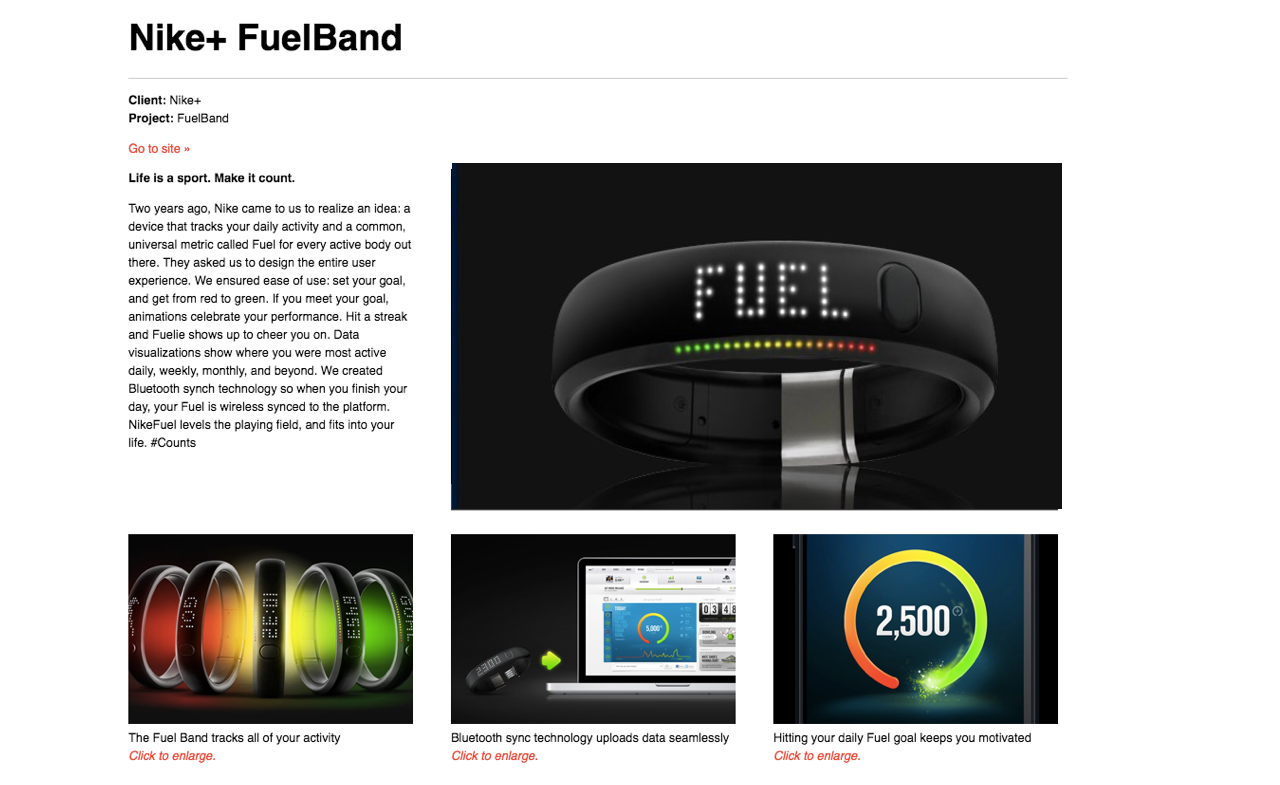 Nike+ FuelBand
Client: Nike+
Project: FuelBand
Go to site »
Life is a sport. Make it count.
Two years ago, Nike came to us to realize an idea: a
device that tracks your daily activity and a common,
universal metric called Fuel for every active body out
there. They asked us to design the entire user
experience. We ensured ease of use: set your goal,
and get from red to green. If you meet your goal,
animations celebrate your performance. Hit a streak
and Fuelie shows up to cheer you on. Data
visualizations show where you were most active
daily, weekly, monthly, and beyond. We created
Bluetooth synch technology so when you finish your
day, your Fuel is wireless synced to the platform.
NikeFuel levels the playing field, and fits into your
life. #Counts
FUEL
TODAY
5,000
2,500
The Fuel Band tracks all of your activity
Click to enlarge.
Bluetooth sync technology uploads data seamlessly
Click to enlarge.
Hitting your daily Fuel goal keeps you motivated
Click to enlarge.